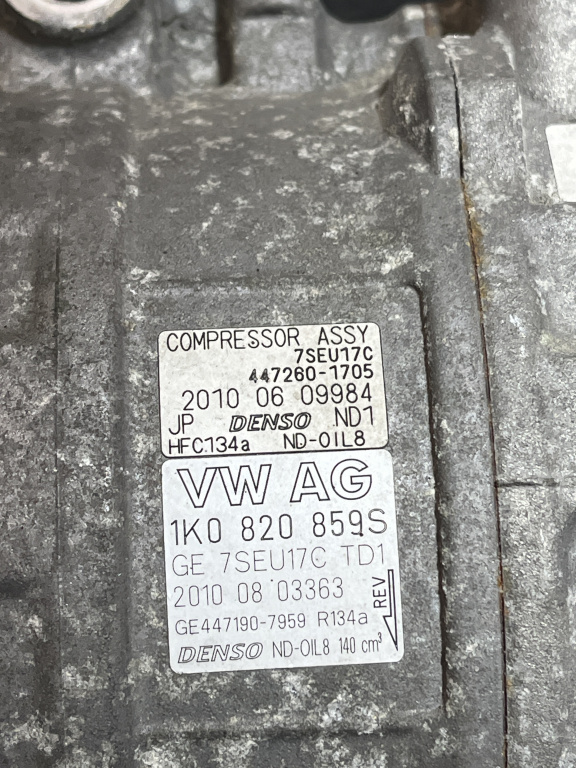 COMPRESSOR ASSY
7SEU17C
447260-1705
2010 06 09984
JP DENSO ND1
HFC134a ND-OIL8
VW AG
1K0 820 859S
GE 7SEU17C TD1
2010 08 03363
GE447190-7959 R134a
DENSO ND-OIL8 140 cm³
REV